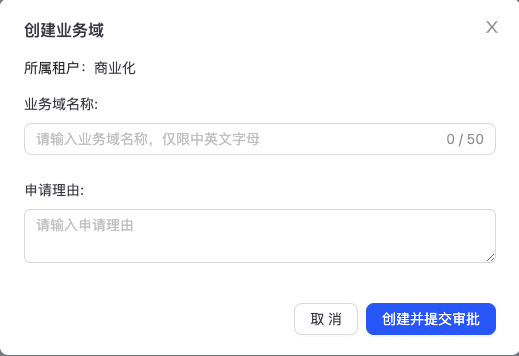 创建业务域
所属租户：商业化
业务域名称:
请输入业务域名称，仅限中英文字母
0 / 50
申请理由:
请输入申请理由
取 消
创建并提交审批